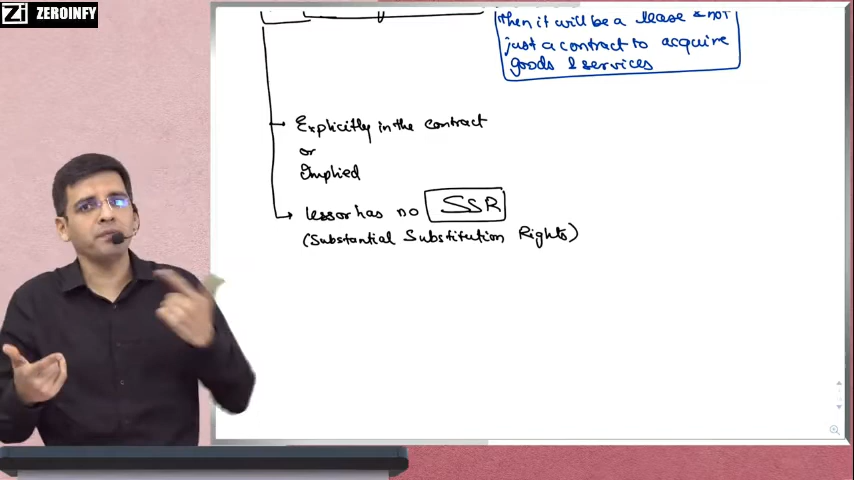 Zi ZEROINFY
then it will be a lease & not
just a contract to acquire
goods & services
Explicitly in the contract
or
Implied
lessor has no SSR
(Substantial Substitution Rights)